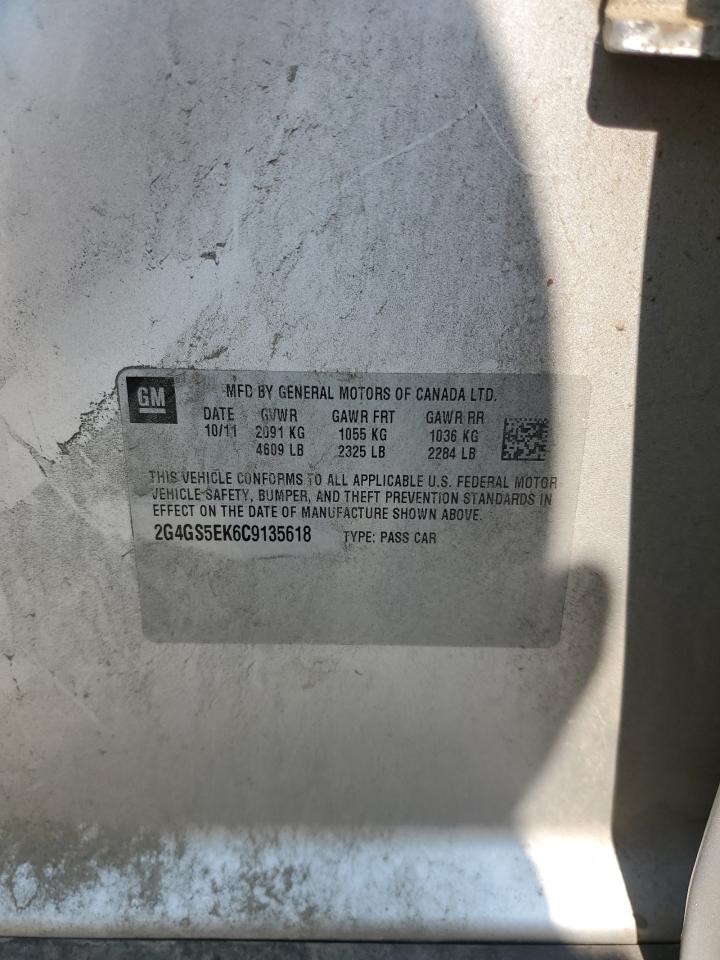 GM
MFD BY GENERAL MOTORS OF CANADA LTD.
DATE GVWR GAWR FRT GAWR RR
10/11 2091 KG 1055 KG 1036 KG
4609 LB 2325 LB 2284 LB
THIS VEHICLE CONFORMS TO ALL APPLICABLE U.S. FEDERAL MOTOR
VEHICLE SAFETY, BUMPER, AND THEFT PREVENTION STANDARDS IN
EFFECT ON THE DATE OF MANUFACTURE SHOWN ABOVE.
2G4GS5EK6C9135618 TYPE: PASS CAR